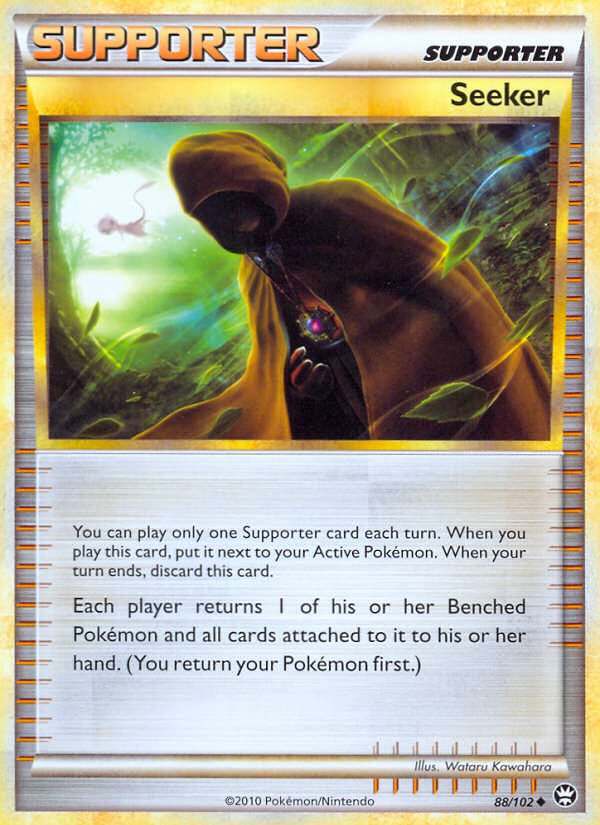 SUPPORTER
SUPPORTER
Seeker
You can play only one Supporter card each turn. When you
play this card, put it next to your Active Pokémon. When your
turn ends, discard this card.
Each player returns 1 of his or her Benched
Pokémon and all cards attached to it to his or her
hand. (You return your Pokémon first.)
Illus. Wataru Kawahara
©2010 Pokémon/Nintendo
88/102